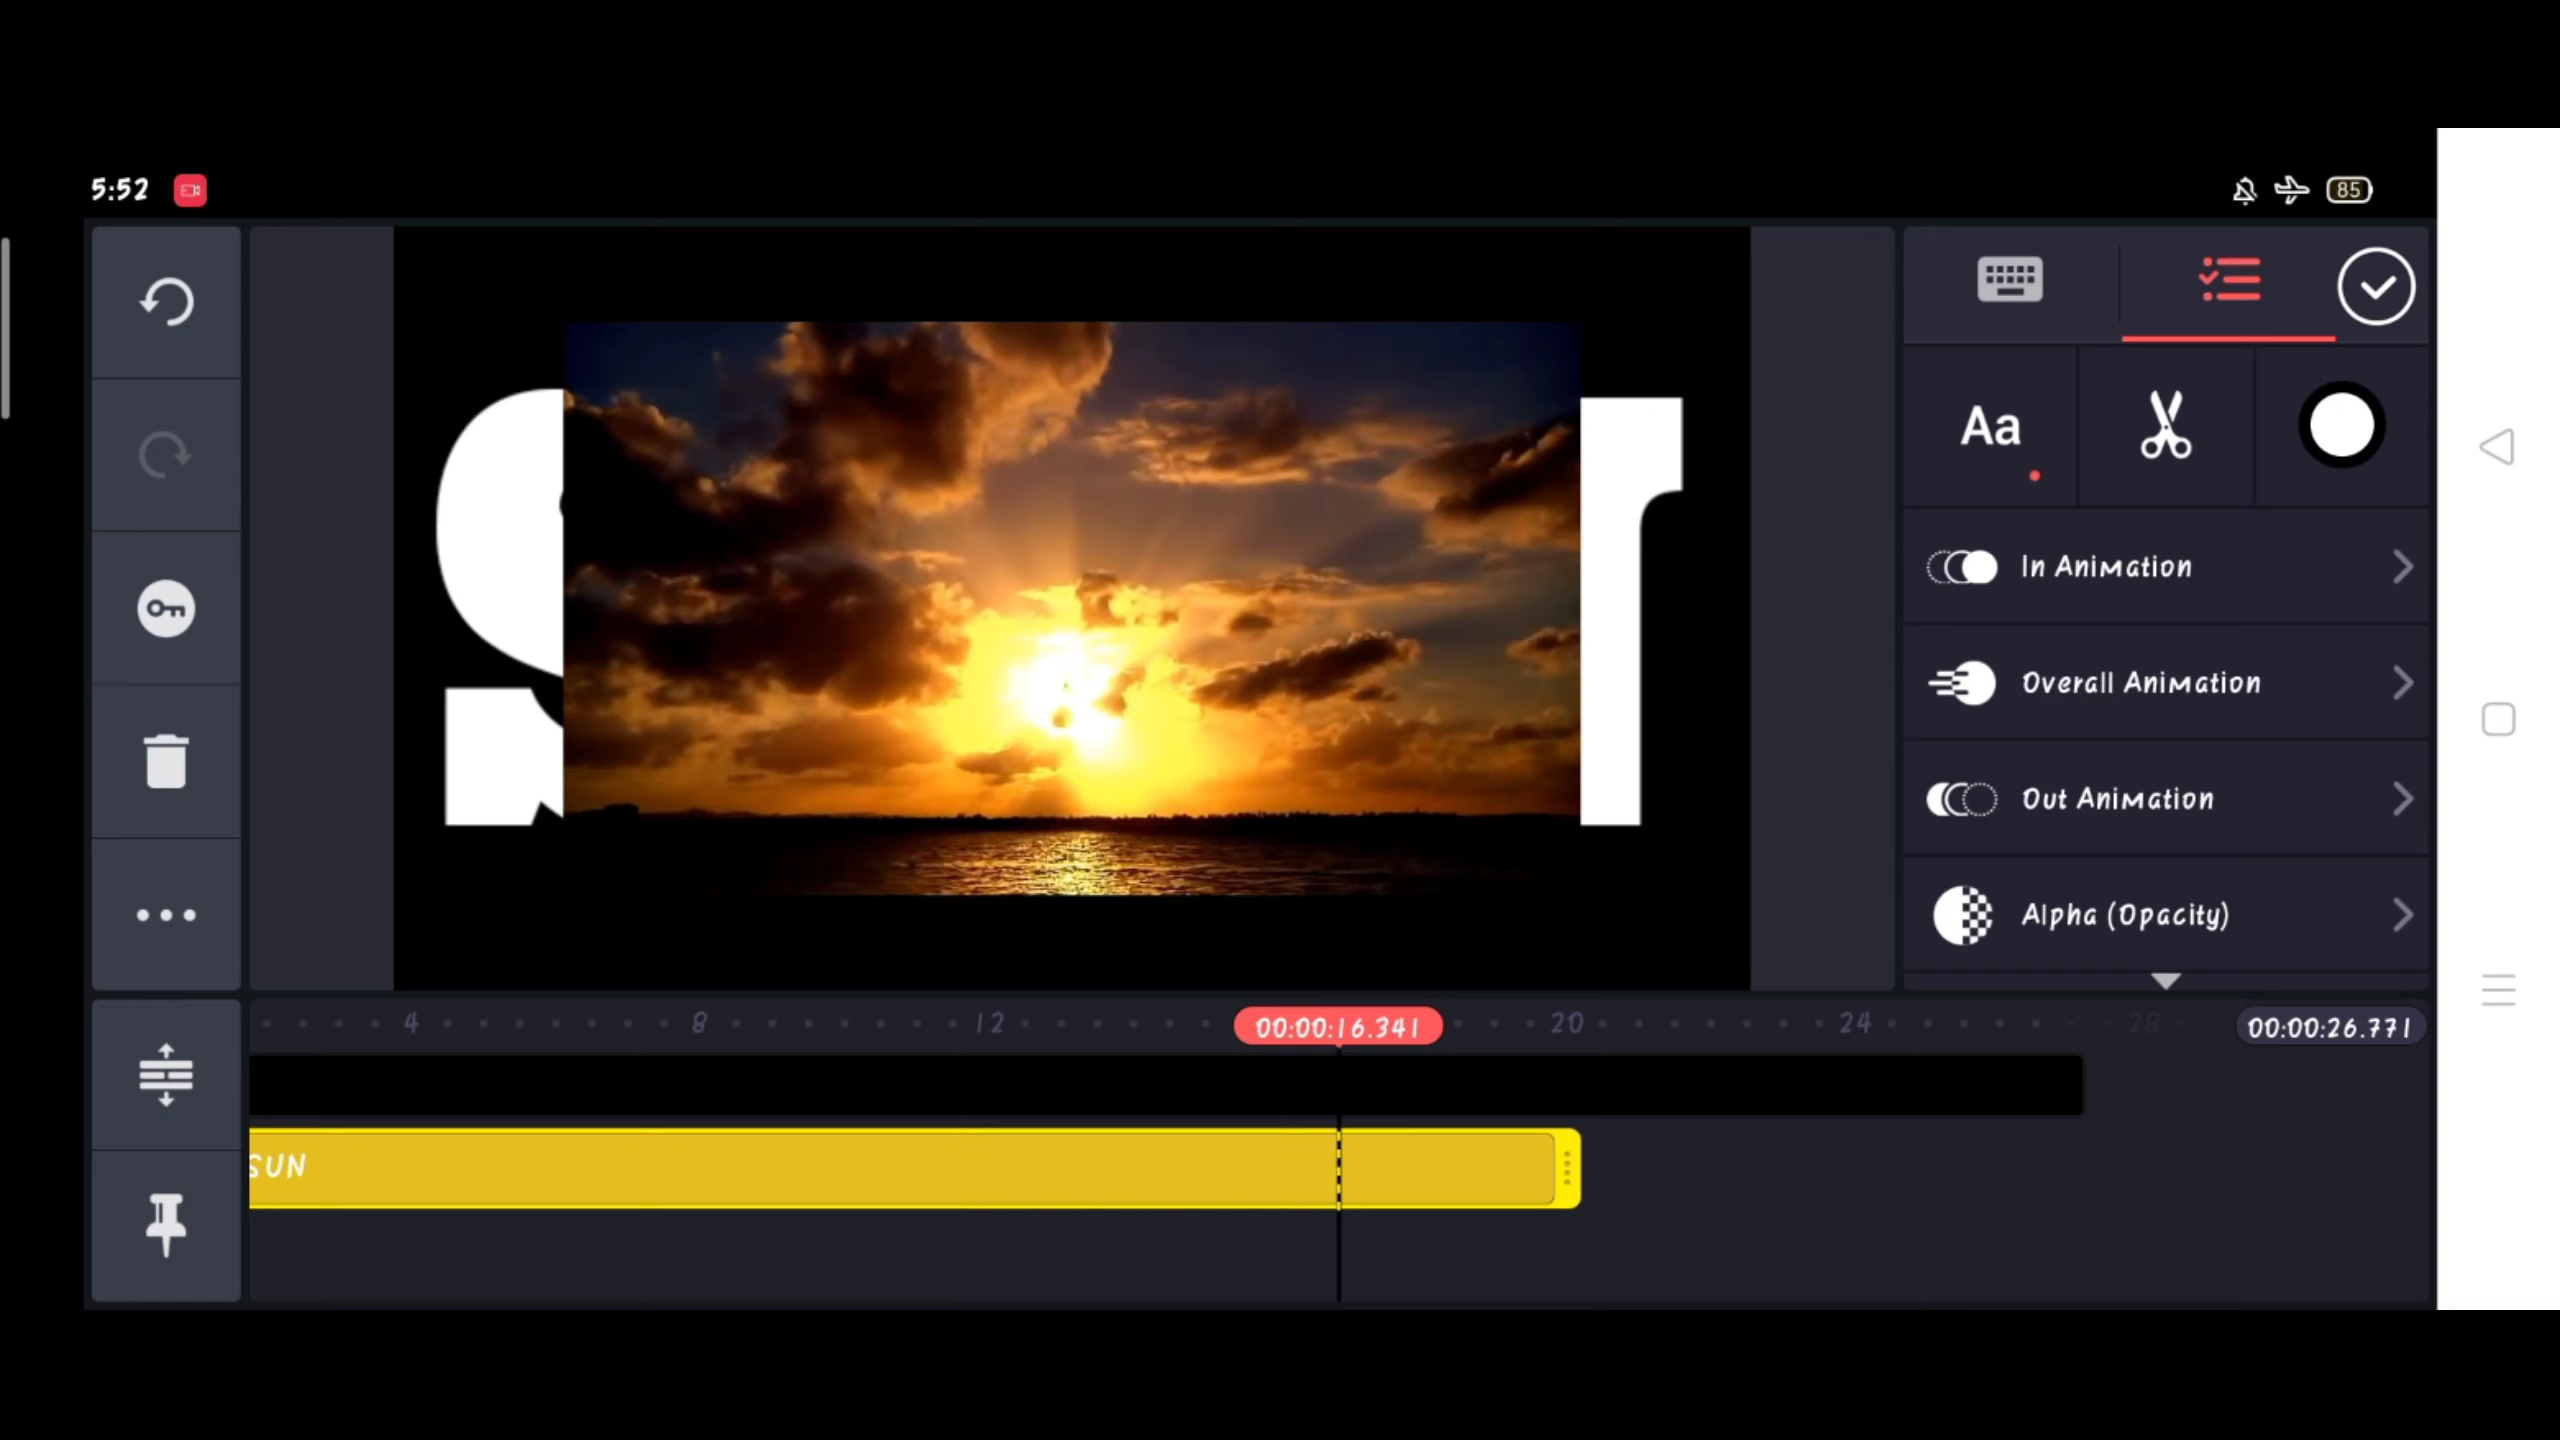 5:52
85
Aa
In Animation
Overall Animation
Out Animation
Alpha (Opacity)
4 8 12 00:00:16.341 20 24 28 00:00:26.771
SUN